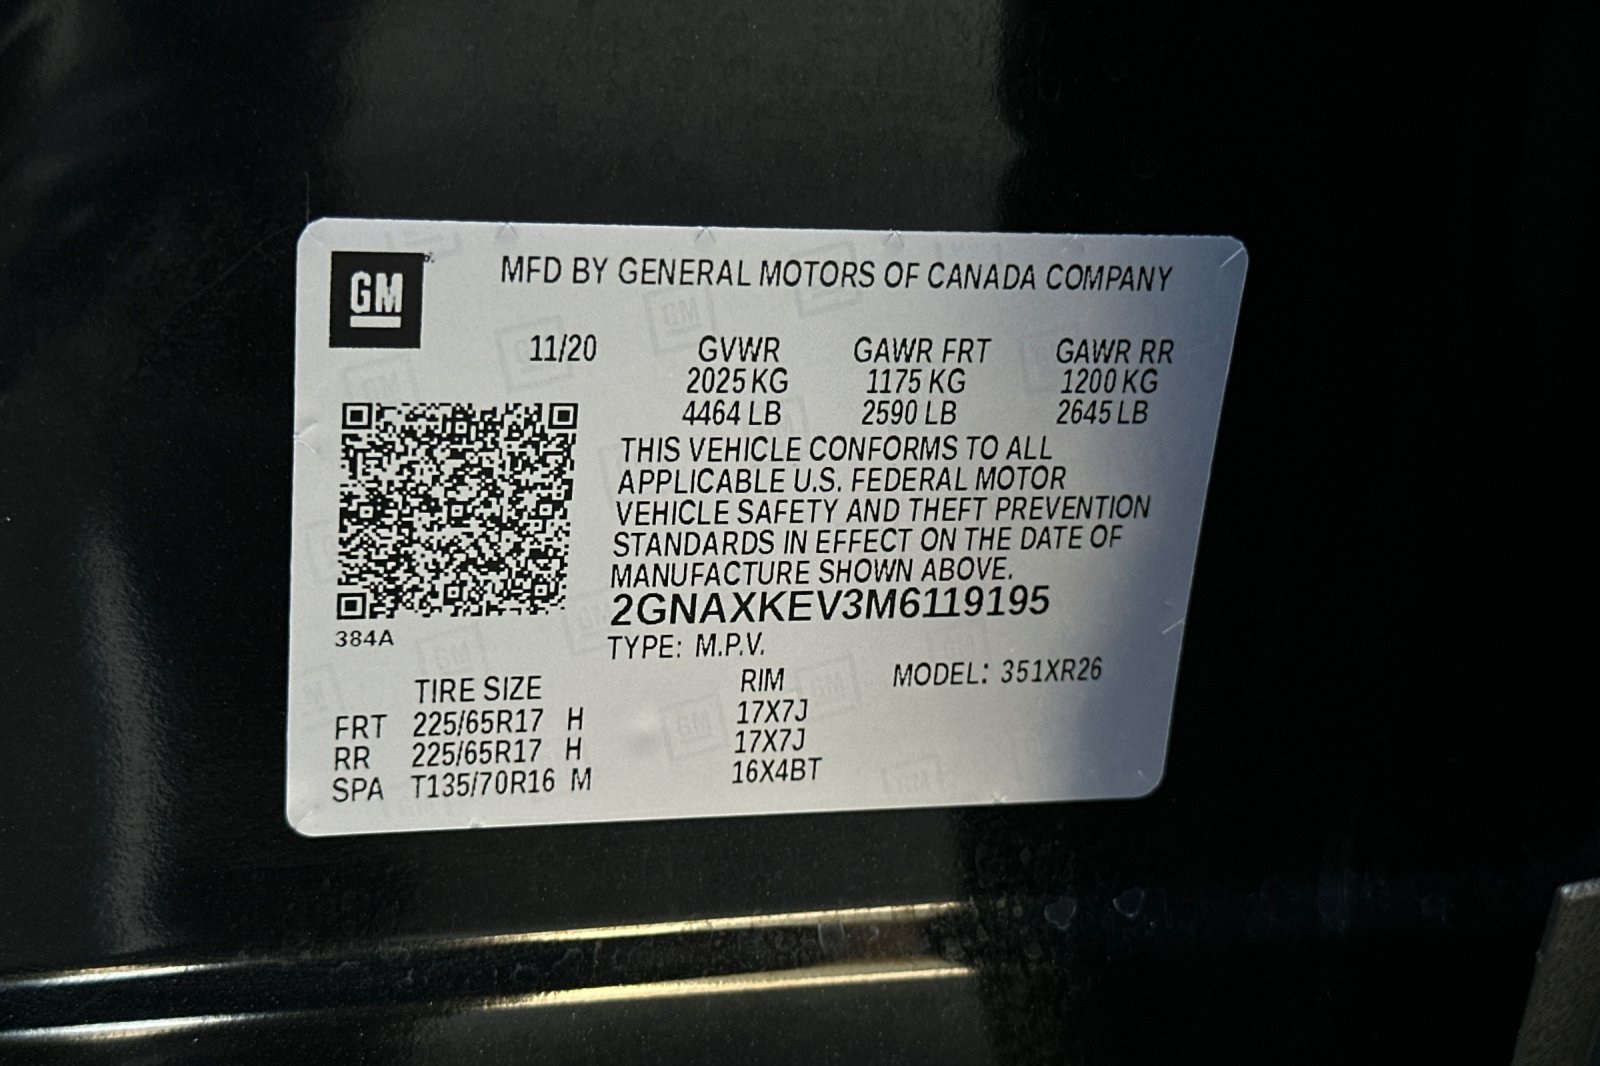 GM
MFD BY GENERAL MOTORS OF CANADA COMPANY
11/20 GVWR GAWR FRT GAWR RR
2025 KG 1175 KG 1200 KG
4464 LB 2590 LB 2645 LB
THIS VEHICLE CONFORMS TO ALL
APPLICABLE U.S. FEDERAL MOTOR
VEHICLE SAFETY AND THEFT PREVENTION
STANDARDS IN EFFECT ON THE DATE OF
MANUFACTURE SHOWN ABOVE.
2GNAXKEV3M6119195
384A
TYPE: M.P.V.
TIRE SIZE RIM MODEL: 351XR26
FRT 225/65R17 H 17X7J
RR 225/65R17 H 17X7J
SPA T135/70R16 M 16X4BT